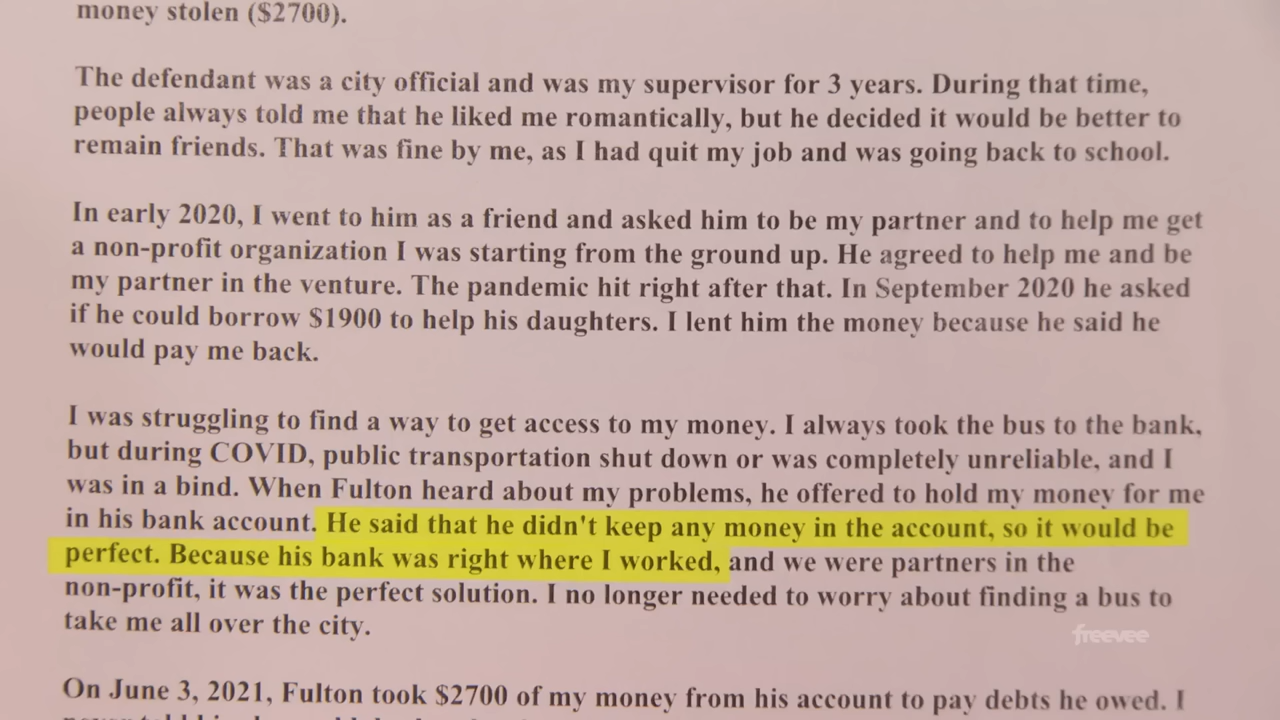 money stolen ($2700).
The defendant was a city official and was my supervisor for 3 years. During that time,
people always told me that he liked me romantically, but he decided it would be better to
remain friends. That was fine by me, as I had quit my job and was going back to school.
In early 2020, I went to him as a friend and asked him to be my partner and to help me get
a non-profit organization I was starting from the ground up. He agreed to help me and be
my partner in the venture. The pandemic hit right after that. In September 2020 he asked
if he could borrow $1900 to help his daughters. I lent him the money because he said he
would pay me back.
I was struggling to find a way to get access to my money. I always took the bus to the bank,
but during COVID, public transportation shut down or was completely unreliable, and I
was in a bind. When Fulton heard about my problems, he offered to hold my money for me
in his bank account. He said that he didn't keep any money in the account, so it would be
perfect. Because his bank was right where I worked, and we were partners in the
non-profit, it was the perfect solution. I no longer needed to worry about finding a bus to
take me all over the city.
freevee
On June 3, 2021, Fulton took $2700 of my money from his account to pay debts he owed. I